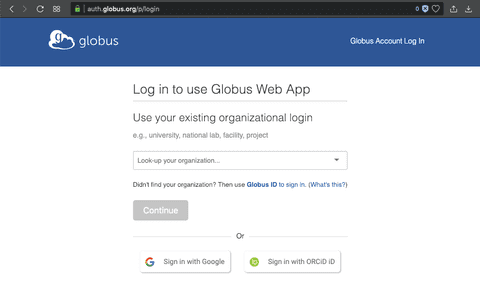 auth.globus.org/p/login
0
globus
Globus Account Log In
Log in to use Globus Web App
Use your existing organizational login
e.g., university, national lab, facility, project
Look-up your organization...
Didn't find your organization? Then use Globus ID to sign in. (What's this?)
Continue
Or
Sign in with Google
iD Sign in with ORCiD iD